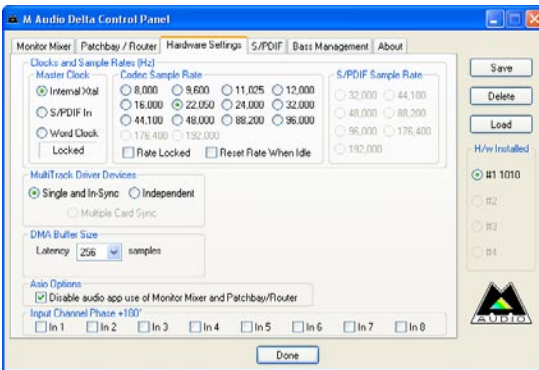 M Audio Delta Control Panel
Monitor Mixer Patchbay / Router Hardware Settings S/PDIF Bass Management About
Clocks and Sample Rates (Hz)
Master Clock Codec Sample Rate S/PDIF Sample Rate
Internal Xtal 8,000 9,600 11,025 12,000 32,000 44,100
S/PDIF In 16,000 22,050 24,000 32,000 48,000 88,200
Word Clock 44,100 48,000 88,200 96,000 96,000 176,400
176,400 192,000 192,000
Locked Rate Locked Reset Rate When Idle
MultiTrack Driver Devices
Single and In-Sync Independent
Multiple Card Sync
DMA Buffer Size
Latency 256 samples
Asio Options
Disable audio app use of Monitor Mixer and Patchbay/Router
Input Channel Phase +180°
In 1 In 2 In 3 In 4 In 5 In 6 In 7 In 8
Save
Delete
Load
H/w Installed
#1 1010
#2
#3
#4
M AUDIO
Done